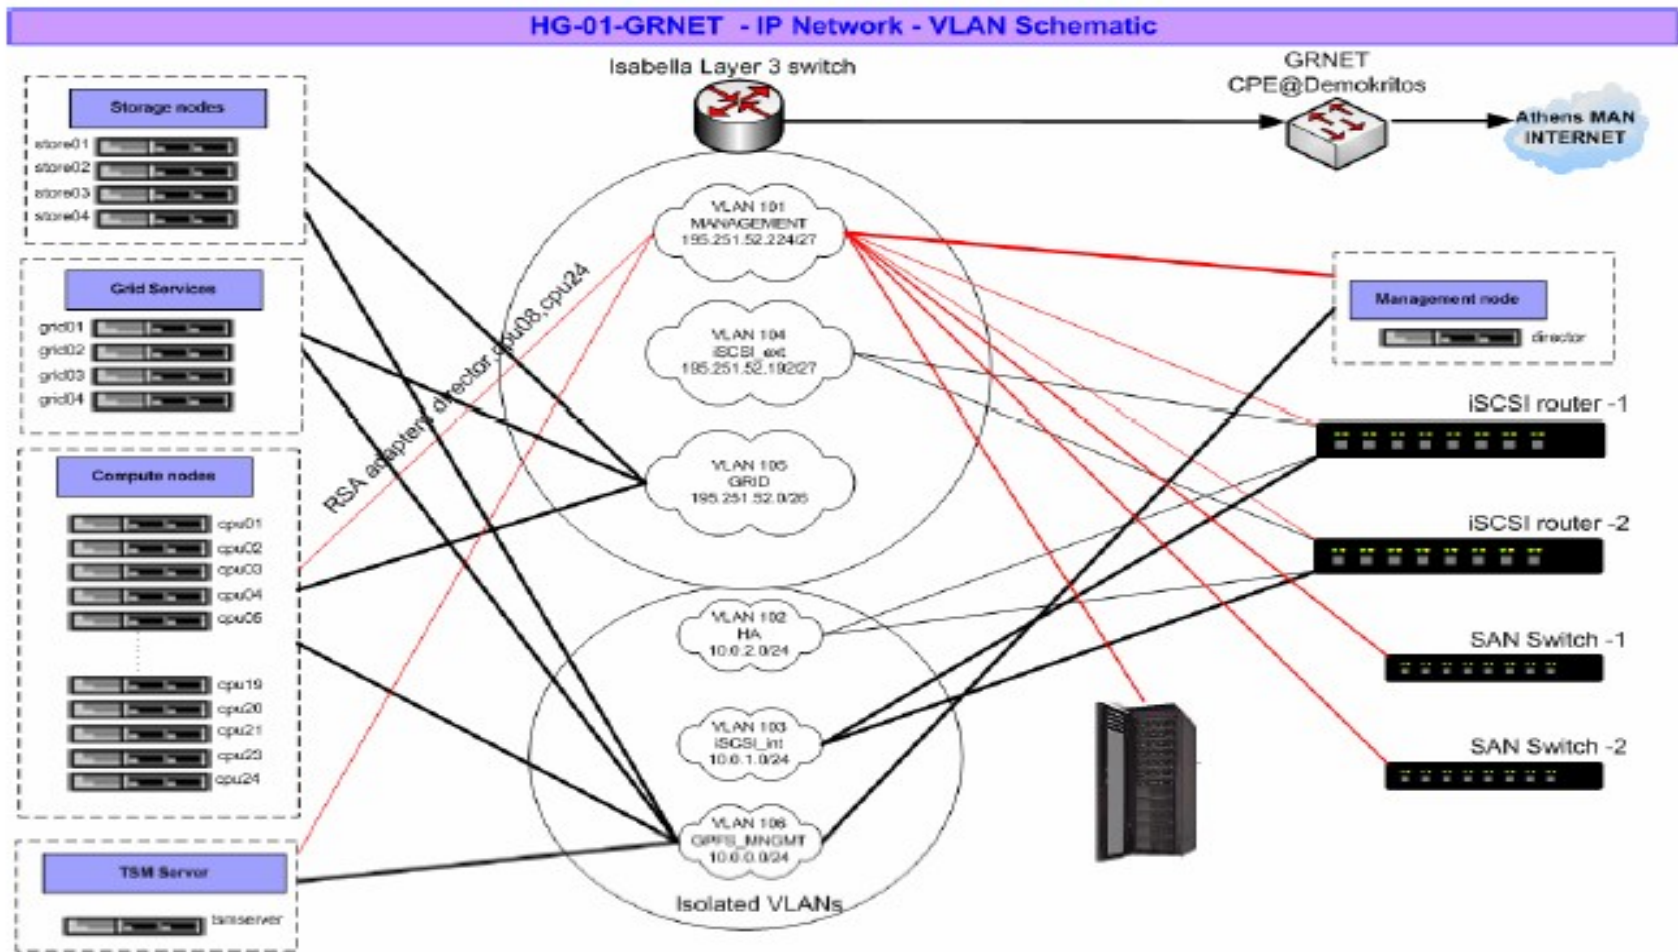 HG-01-GRNET - IP Network - VLAN Schematic
Isabella Layer 3 switch
GRNET
CPE@Demokritos
Athens MAN
INTERNET
Storage nodes
store01
store02
store03
store04
Grid Services
grid01
grid02
grid03
grid04
Compute nodes
cpu01
cpu02
cpu03
cpu04
cpu05
cpu19
cpu20
cpu21
cpu23
cpu24
TSM Server
tsmserver
RSA adapters director,cpu08,cpu24
VLAN 101
MANAGEMENT
195.251.52.224/27
VLAN 104
iSCSI_ext
195.251.52.192/27
VLAN 105
GRID
195.251.52.0/26
VLAN 102
HA
10.0.2.0/24
VLAN 103
iSCSI_int
10.0.1.0/24
VLAN 106
GPFS_MNGMT
10.0.0.0/24
Isolated VLANs
Management node
director
iSCSI router -1
iSCSI router -2
SAN Switch -1
SAN Switch -2